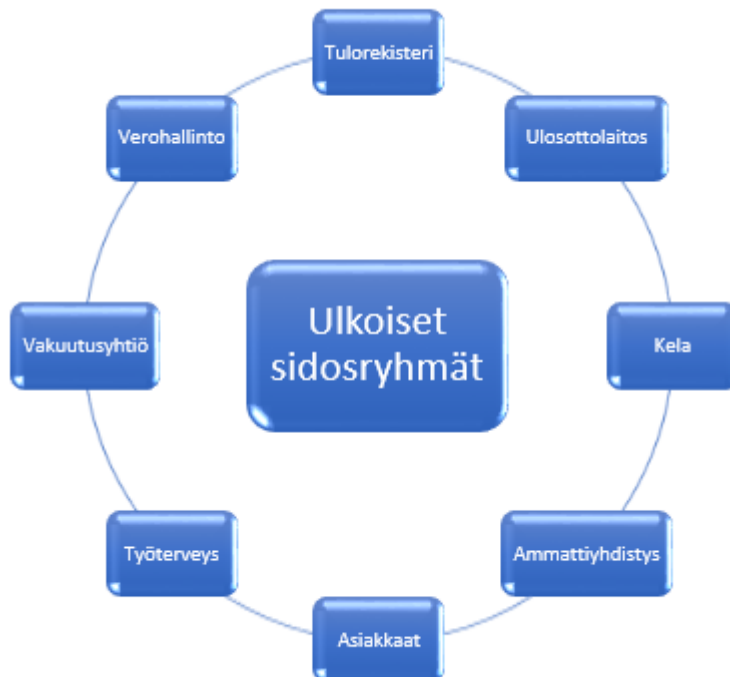 Tulorekisteri
Ulosottolaitos
Kela
Ammattiyhdistys
Asiakkaat
Työterveys
Vakuutusyhtiö
Verohallinto
Ulkoiset
sidosryhmät